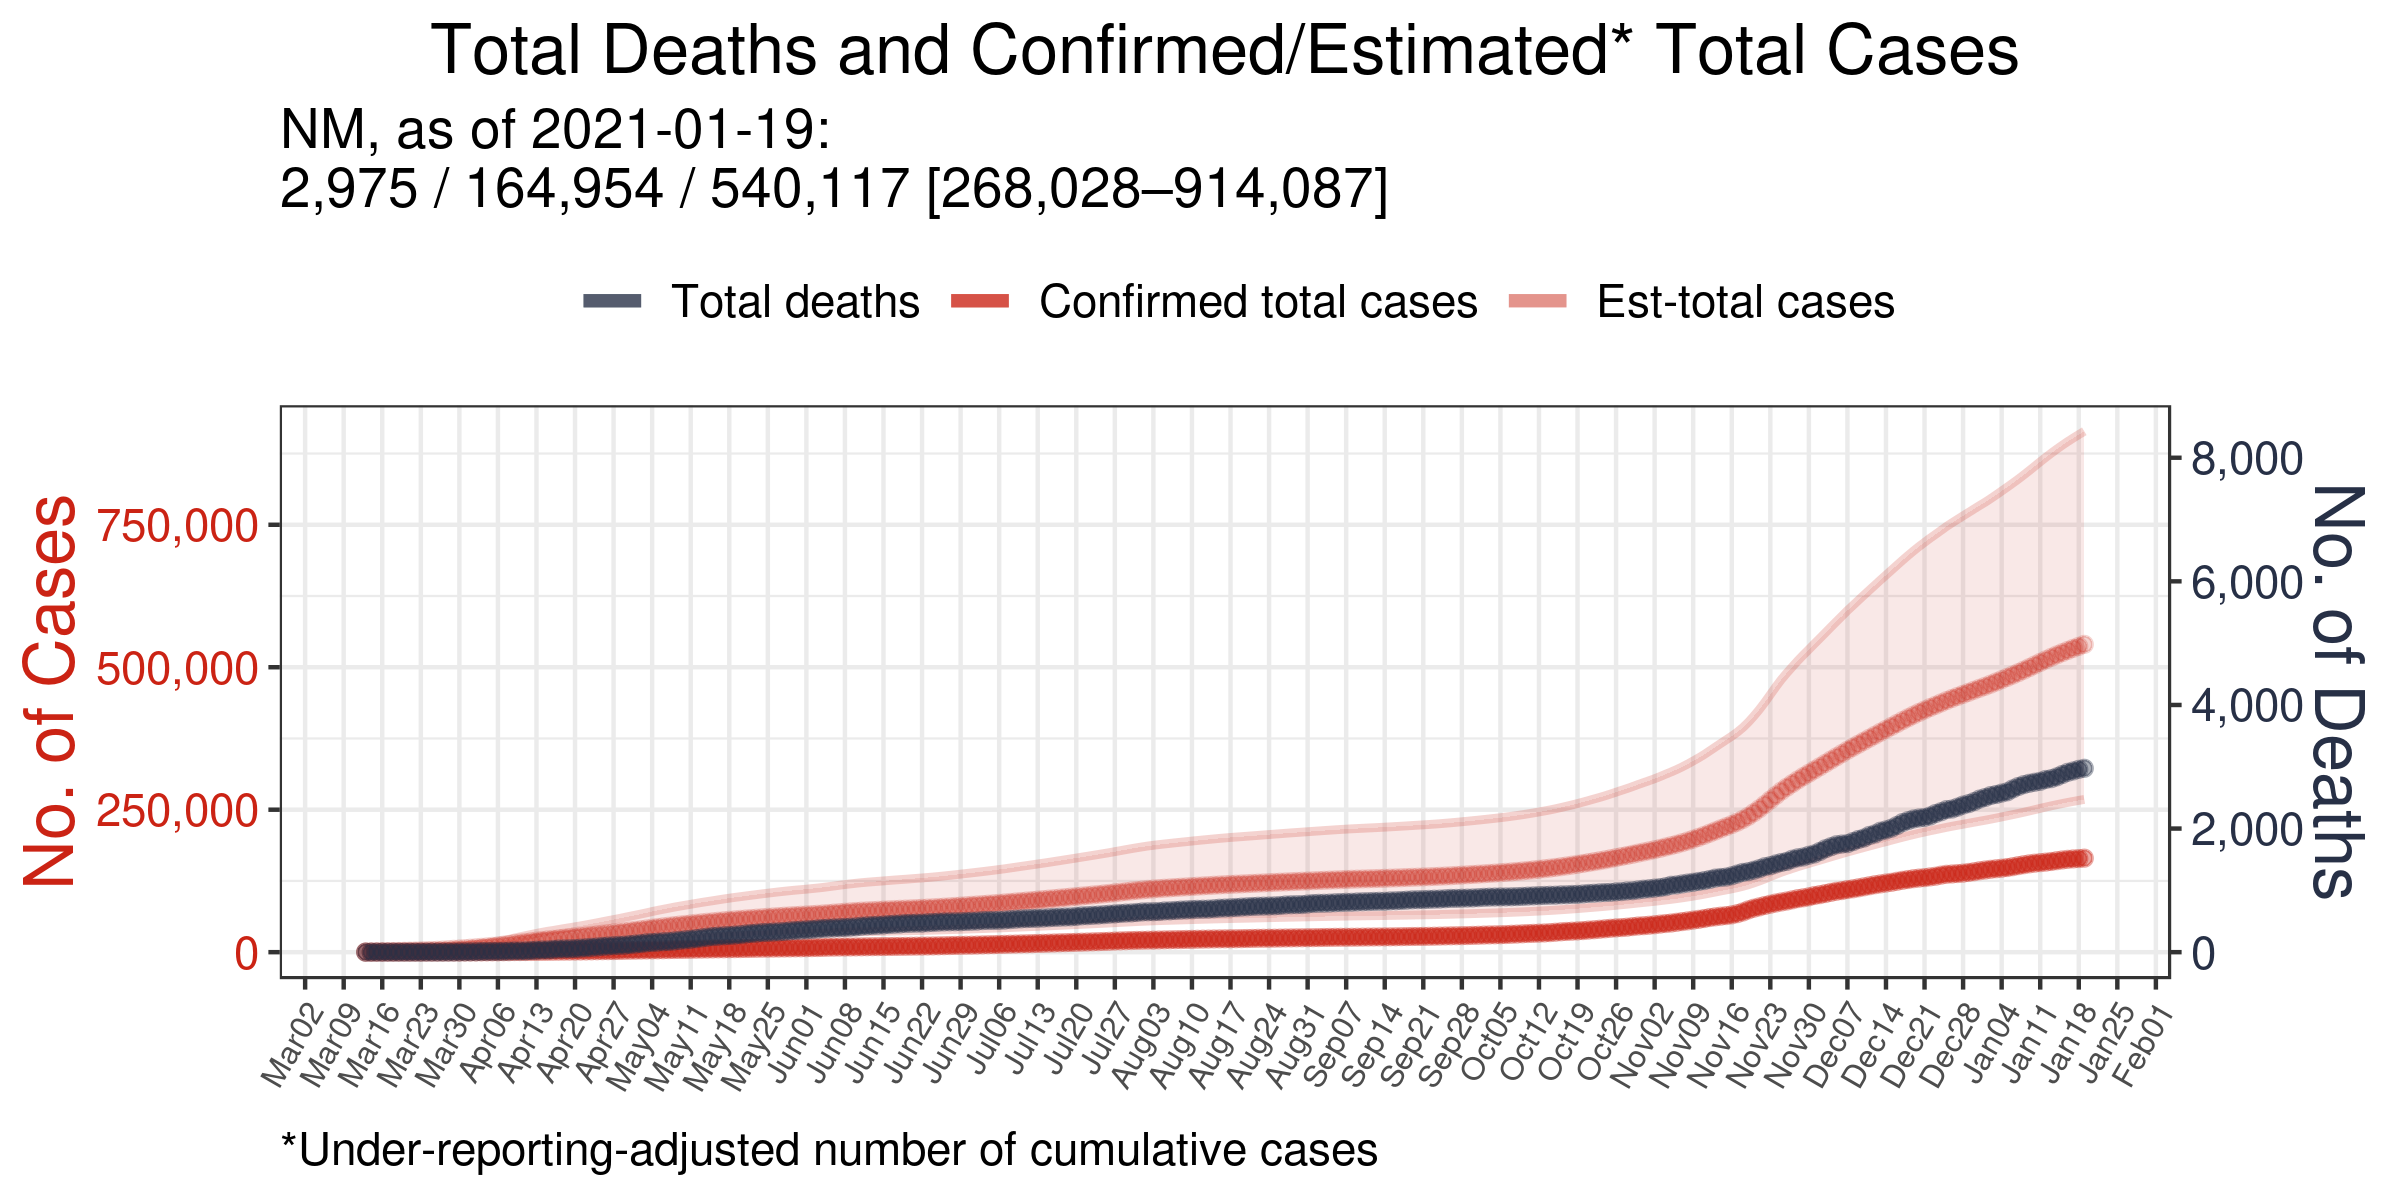 Total Deaths and Confirmed/Estimated* Total Cases
NM, as of 2021-01-19:
2,975 / 164,954 / 540,117 [268,028–914,087]
Total deaths
Confirmed total cases
Est-total cases
No. of Cases
750,000
500,000
250,000
0
8,000
6,000
4,000
2,000
0
No. of Deaths
Mar02
Mar09
Mar16
Mar23
Mar30
Apr06
Apr13
Apr20
Apr27
May04
May11
May18
May25
Jun01
Jun08
Jun15
Jun22
Jun29
Jul06
Jul13
Jul20
Jul27
Aug03
Aug10
Aug17
Aug24
Aug31
Sep07
Sep14
Sep21
Sep28
Oct05
Oct12
Oct19
Oct26
Nov02
Nov09
Nov16
Nov23
Nov30
Dec07
Dec14
Dec21
Dec28
Jan04
Jan11
Jan18
Jan25
Feb01
*Under-reporting-adjusted number of cumulative cases